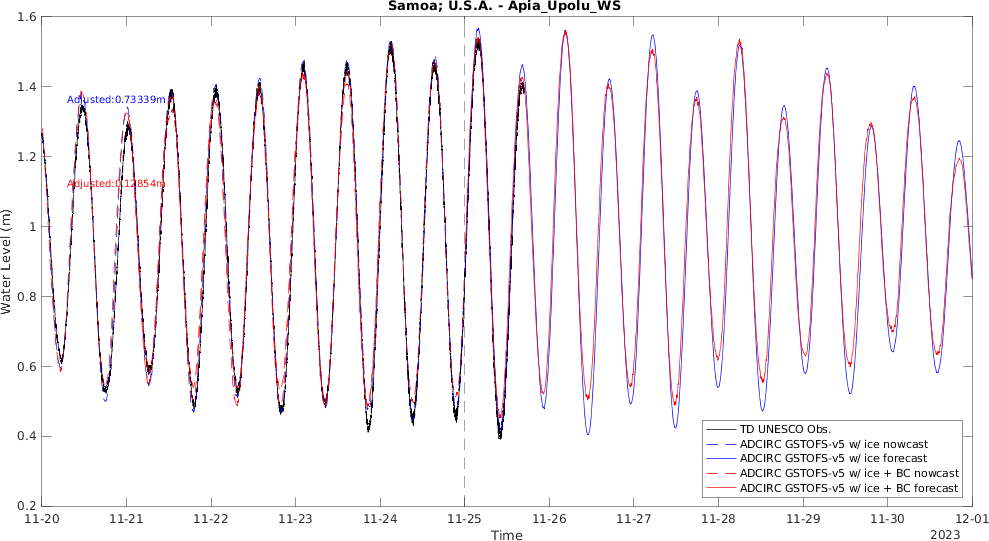 Samoa; U.S.A. - Apia_Upolu_WS
1.6
1.4
1.2
1
0.8
0.6
0.4
0.2
Water Level (m)
Adjusted:0.73339m
Adjusted:0.12854m
TD UNESCO Obs.
ADCIRC GSTOFS-v5 w/ ice nowcast
ADCIRC GSTOFS-v5 w/ ice forecast
ADCIRC GSTOFS-v5 w/ ice + BC nowcast
ADCIRC GSTOFS-v5 w/ ice + BC forecast
11-20 11-21 11-22 11-23 11-24 11-25 11-26 11-27 11-28 11-29 11-30 12-01
Time
2023